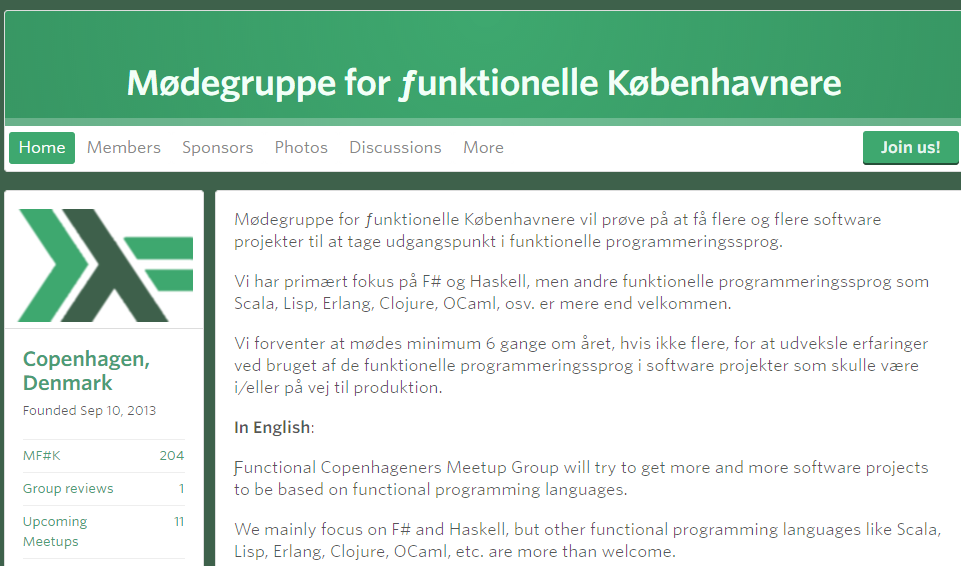 Mødegruppe for ƒunktionelle Københavnere
Home Members Sponsors Photos Discussions More Join us!
Copenhagen,
Denmark
Founded Sep 10, 2013
MF#K 204
Group reviews 1
Upcoming 11
Meetups
Mødegruppe for ƒunktionelle Københavnere vil prøve på at få flere og flere software
projekter til at tage udgangspunkt i funktionelle programmeringssprog.
Vi har primært fokus på F# og Haskell, men andre funktionelle programmeringssprog som
Scala, Lisp, Erlang, Clojure, OCaml, osv. er mere end velkommen.
Vi forventer at mødes minimum 6 gange om året, hvis ikke flere, for at udveksle erfaringer
ved bruget af de funktionelle programmeringssprog i software projekter som skulle være
i/eller på vej til produktion.
In English:
Ƒunctional Copenhageners Meetup Group will try to get more and more software projects
to be based on functional programming languages.
We mainly focus on F# and Haskell, but other functional programming languages like Scala,
Lisp, Erlang, Clojure, OCaml, etc. are more than welcome.